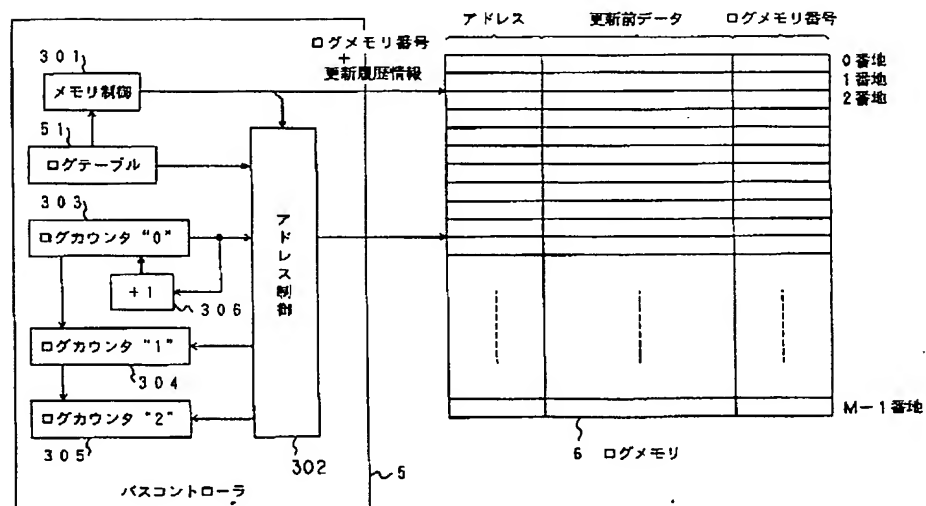 アドレス 更新前データ ログメモリ番号
ログメモリ番号
+
更新履歴情報
0番地
1番地
2番地
M-1番地
6 ログメモリ
301
メモリ制御
51
ログテーブル
303
ログカウンタ "0"
+1
306
ログカウンタ "1"
304
ログカウンタ "2"
305
アドレス制御
302
5
バスコントローラ